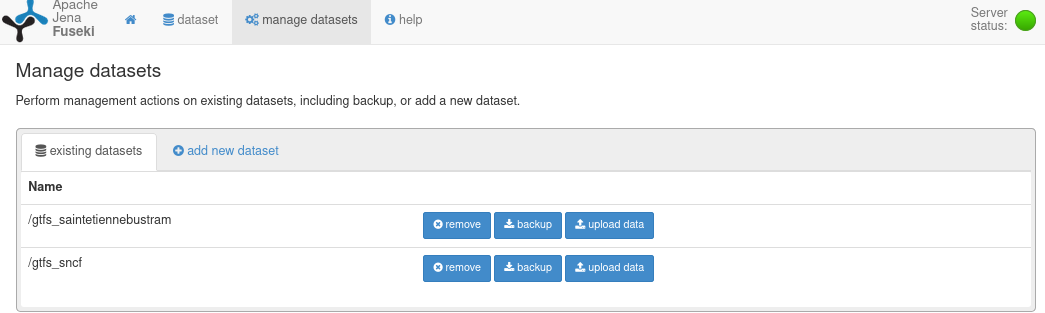 Apache
Jena
Fuseki
dataset
manage datasets
help
Server
status:
Manage datasets
Perform management actions on existing datasets, including backup, or add a new dataset.
existing datasets
add new dataset
Name
/gtfs_saintetiennebustram
remove
backup
upload data
/gtfs_sncf
remove
backup
upload data